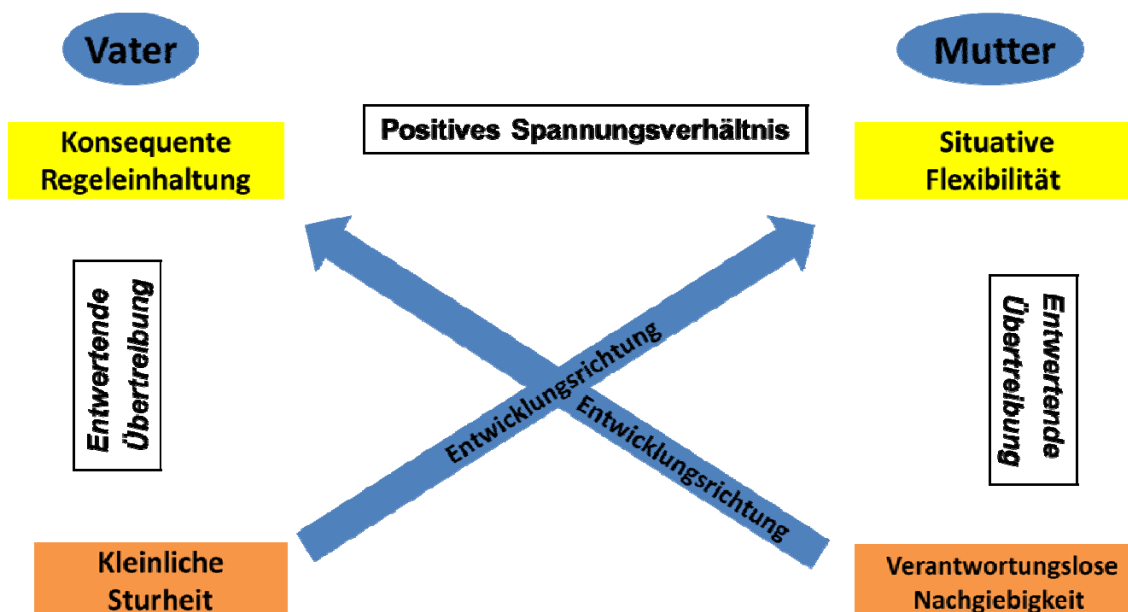 Vater
Mutter
Positives Spannungsverhältnis
Konsequente
Regeleinhaltung
Situative
Flexibilität
Entwertende
Übertreibung
Entwertende
Übertreibung
Entwicklungsrichtung
Entwicklungsrichtung
Kleinliche
Sturheit
Verantwortungslose
Nachgiebigkeit